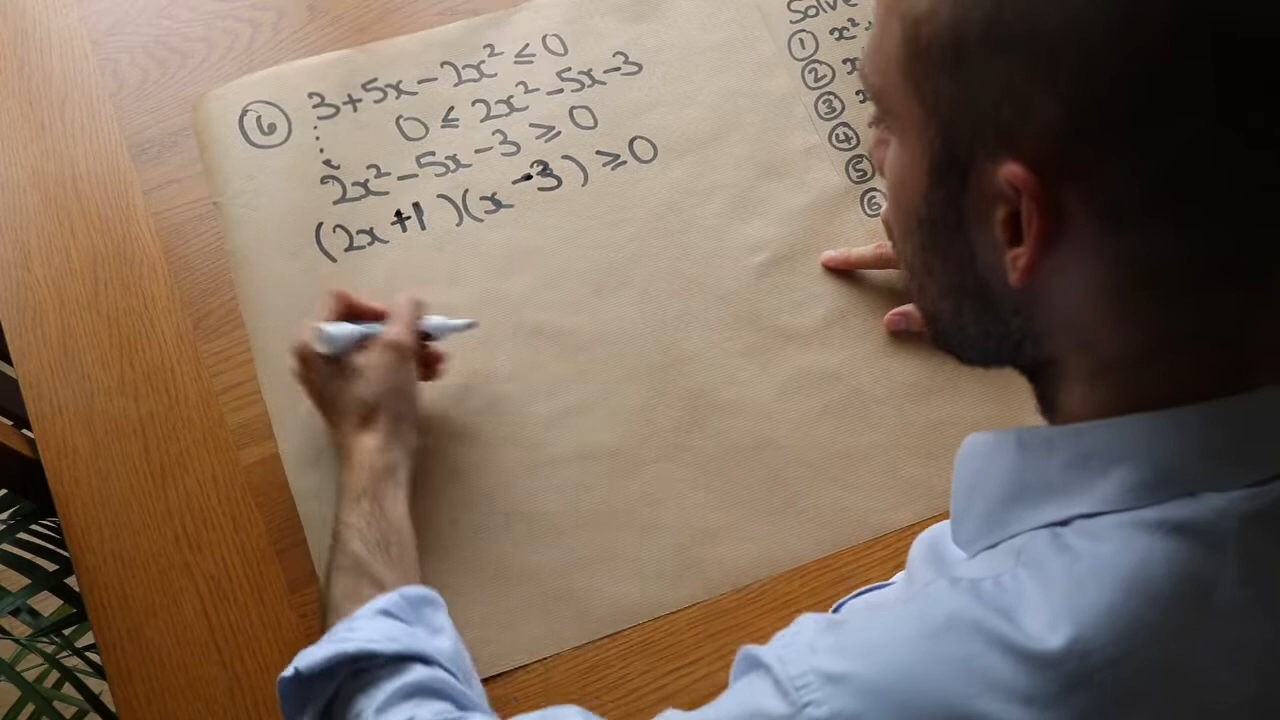 ⑥ 3+5x-2x² ≤ 0
0 ≤ 2x²-5x-3
2x²-5x-3 ≥ 0
(2x+1)(x-3) ≥ 0
Solve
① x²
②
③
④
⑤
⑥